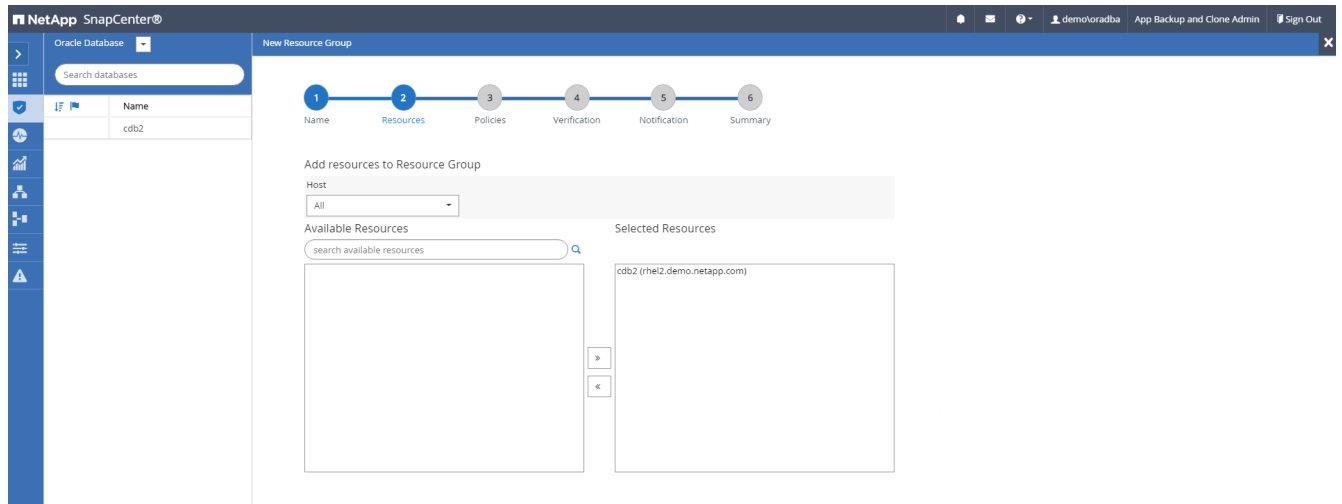 NetApp SnapCenter®
demo\oradba App Backup and Clone Admin Sign Out
Oracle Database
New Resource Group
Search databases
Name
cdb2
1 2 3 4 5 6
Name Resources Policies Verification Notification Summary
Add resources to Resource Group
Host
All
Available Resources
Selected Resources
search available resources
cdb2 (rhel2.demo.netapp.com)